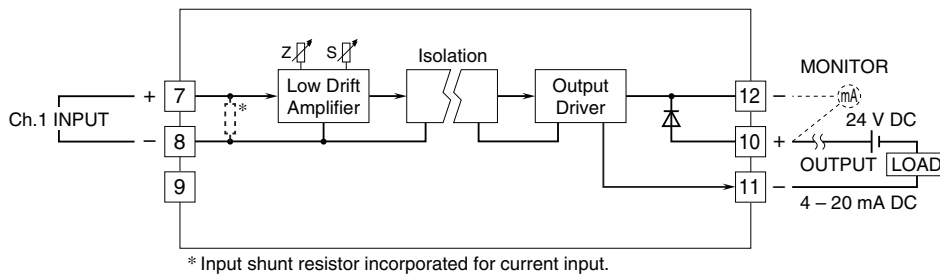 Z S Isolation
MONITOR
Ch.1 INPUT
+ 7
Low Drift
Amplifier
Output
Driver
12 –
mA
*
– 8
24 V DC
10 +
OUTPUT
LOAD
9
11 –
4 – 20 mA DC
* Input shunt resistor incorporated for current input.